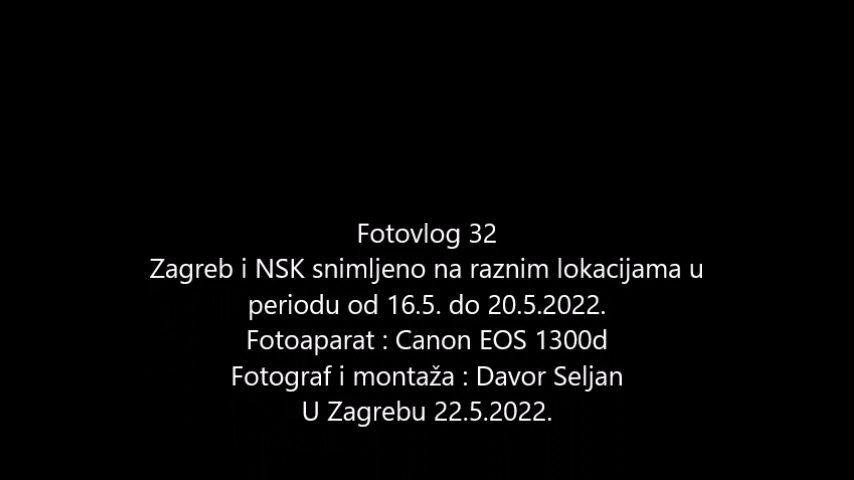 Fotovlog 32
Zagreb i NSK snimljeno na raznim lokacijama u
periodu od 16.5. do 20.5.2022.
Fotoaparat : Canon EOS 1300d
Fotograf i montaža : Davor Seljan
U Zagrebu 22.5.2022.